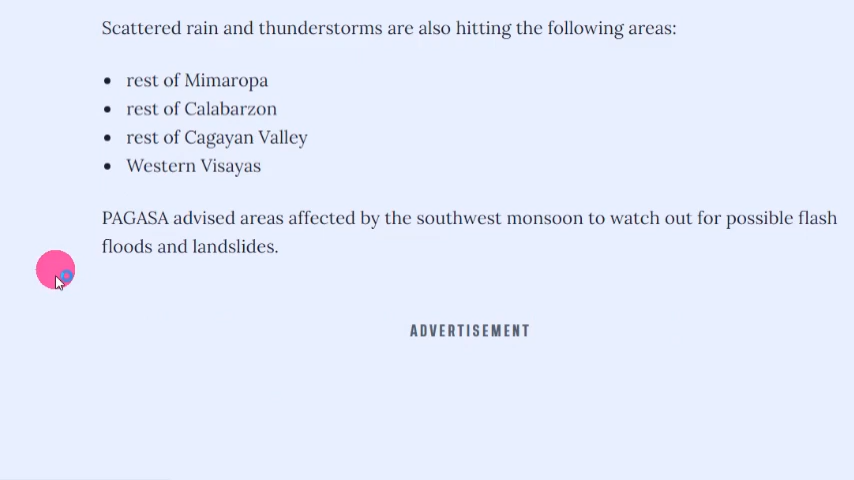 Scattered rain and thunderstorms are also hitting the following areas:
• rest of Mimaropa
• rest of Calabarzon
• rest of Cagayan Valley
• Western Visayas
PAGASA advised areas affected by the southwest monsoon to watch out for possible flash
floods and landslides.
ADVERTISEMENT